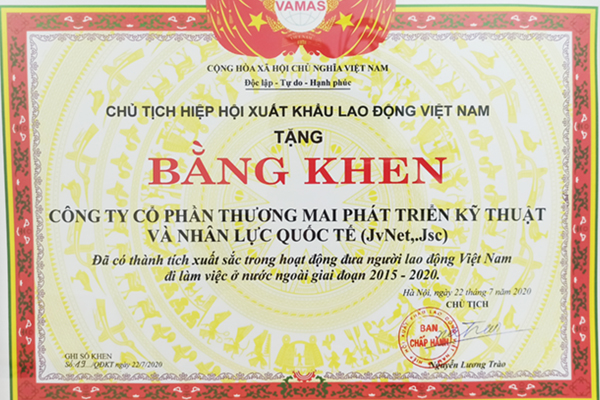 VAMAS
CỘNG HÒA XÃ HỘI CHỦ NGHĨA VIỆT NAM
Độc lập - Tự do - Hạnh phúc
CHỦ TỊCH HIỆP HỘI XUẤT KHẨU LAO ĐỘNG VIỆT NAM
TẶNG
BẰNG KHEN
CÔNG TY CỔ PHẦN THƯƠNG MAI PHÁT TRIỂN KỸ THUẬT
VÀ NHÂN LỰC QUỐC TẾ (JvNet,.Jsc)
Đã có thành tích xuất sắc trong hoạt động đưa người lao động Việt Nam
đi làm việc ở nước ngoài giai đoạn 2015 - 2020.
Hà Nội, ngày 22 tháng 7 năm 2020
CHỦ TỊCH
BAN
CHẤP HÀNH
GHI SỔ KHEN
Số /QĐKT ngày 22/7/2020
Nguyễn Lương Trào